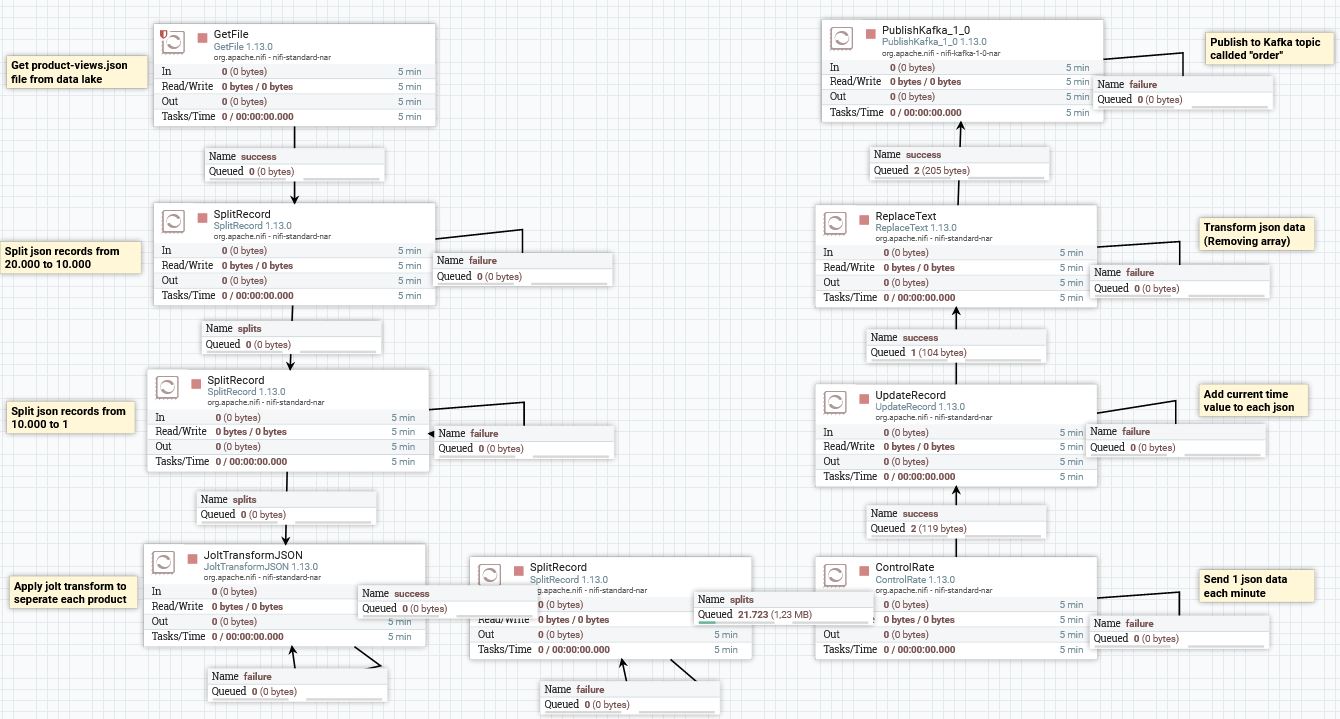 Get product-views.json
file from data lake
GetFile
GetFile 1.13.0
org.apache.nifi - nifi-standard-nar
In 0 (0 bytes) 5 min
Read/Write 0 bytes / 0 bytes 5 min
Out 0 (0 bytes) 5 min
Tasks/Time 0 / 00:00:00.000 5 min
Name success
Queued 0 (0 bytes)
Split json records from
20.000 to 10.000
SplitRecord
SplitRecord 1.13.0
org.apache.nifi - nifi-standard-nar
In 0 (0 bytes) 5 min
Read/Write 0 bytes / 0 bytes 5 min
Out 0 (0 bytes) 5 min
Tasks/Time 0 / 00:00:00.000 5 min
Name failure
Queued 0 (0 bytes)
Name splits
Queued 0 (0 bytes)
Split json records from
10.000 to 1
SplitRecord
SplitRecord 1.13.0
org.apache.nifi - nifi-standard-nar
In 0 (0 bytes) 5 min
Read/Write 0 bytes / 0 bytes 5 min
Out 0 (0 bytes) 5 min
Tasks/Time 0 / 00:00:00.000 5 min
Name failure
Queued 0 (0 bytes)
Name splits
Queued 0 (0 bytes)
Apply jolt transform to
seperate each product
JoltTransformJSON
JoltTransformJSON 1.13.0
org.apache.nifi - nifi-standard-nar
In 0 (0 bytes)
Read/Write 0 bytes / 0 bytes
Out 0 (0 bytes) 5 min
Tasks/Time 0 / 00:00:00.000 5 min
Name failure
Queued 0 (0 bytes)
Name success
Queued 0 (0 bytes)
SplitRecord
SplitRecord 1.13.0
org.apache.nifi - nifi-standard-nar
0 (0 bytes)
Read/Write 0 bytes / 0 bytes
Out 0 (0 bytes) 5 min
Tasks/Time 0 / 00:00:00.000 5 min
Name failure
Queued 0 (0 bytes)
Name splits
Queued 21.723 (1,23 MB)
ControlRate
ControlRate 1.13.0
org.apache.nifi - nifi-standard-nar
0 (0 bytes) 5 min
0 bytes / 0 bytes 5 min
Out 0 (0 bytes) 5 min
Tasks/Time 0 / 00:00:00.000 5 min
Name failure
Queued 0 (0 bytes)
Send 1 json data
each minute
Name success
Queued 2 (119 bytes)
UpdateRecord
UpdateRecord 1.13.0
org.apache.nifi - nifi-standard-nar
In 0 (0 bytes) 5 min
Read/Write 0 bytes / 0 bytes 5 min
Out 0 (0 bytes) 5 min
Tasks/Time 0 / 00:00:00.000 5 min
Name failure
Queued 0 (0 bytes)
Add current time
value to each json
Name success
Queued 1 (104 bytes)
ReplaceText
ReplaceText 1.13.0
org.apache.nifi - nifi-standard-nar
In 0 (0 bytes) 5 min
Read/Write 0 bytes / 0 bytes 5 min
Out 0 (0 bytes) 5 min
Tasks/Time 0 / 00:00:00.000 5 min
Name failure
Queued 0 (0 bytes)
Transform json data
(Removing array)
Name success
Queued 2 (205 bytes)
PublishKafka_1_0
PublishKafka_1_0 1.13.0
org.apache.nifi - nifi-kafka-1-0-nar
In 0 (0 bytes) 5 min
Read/Write 0 bytes / 0 bytes 5 min
Out 0 (0 bytes) 5 min
Tasks/Time 0 / 00:00:00.000 5 min
Name failure
Queued 0 (0 bytes)
Publish to Kafka topic
callded "order"